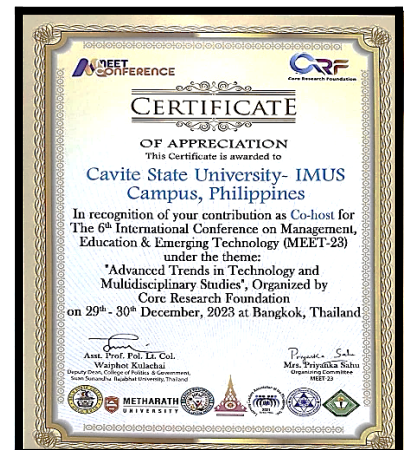 MEET
CONFERENCE
CRF
Core Research Foundation
CERTIFICATE
OF APPRECIATION
This Certificate is awarded to
Cavite State University- IMUS
Campus, Philippines
In recognition of your contribution as Co-host for
The 6th International Conference on Management,
Education & Emerging Technology (MEET-23)
under the theme:
"Advanced Trends in Technology and
Multidisciplinary Studies", Organized by
Core Research Foundation
on 29th - 30th December, 2023 at Bangkok, Thailand
Asst. Prof. Pol. Lt. Col.
Waiphot Kulachai
Deputy Dean, College of Politics & Government,
Suan Sunandha Rajabhat University, Thailand
Priyanka Sahu
Mrs. Priyanka Sahu
Organizing Committee
MEET-23
METHARATH
UNIVERSITY